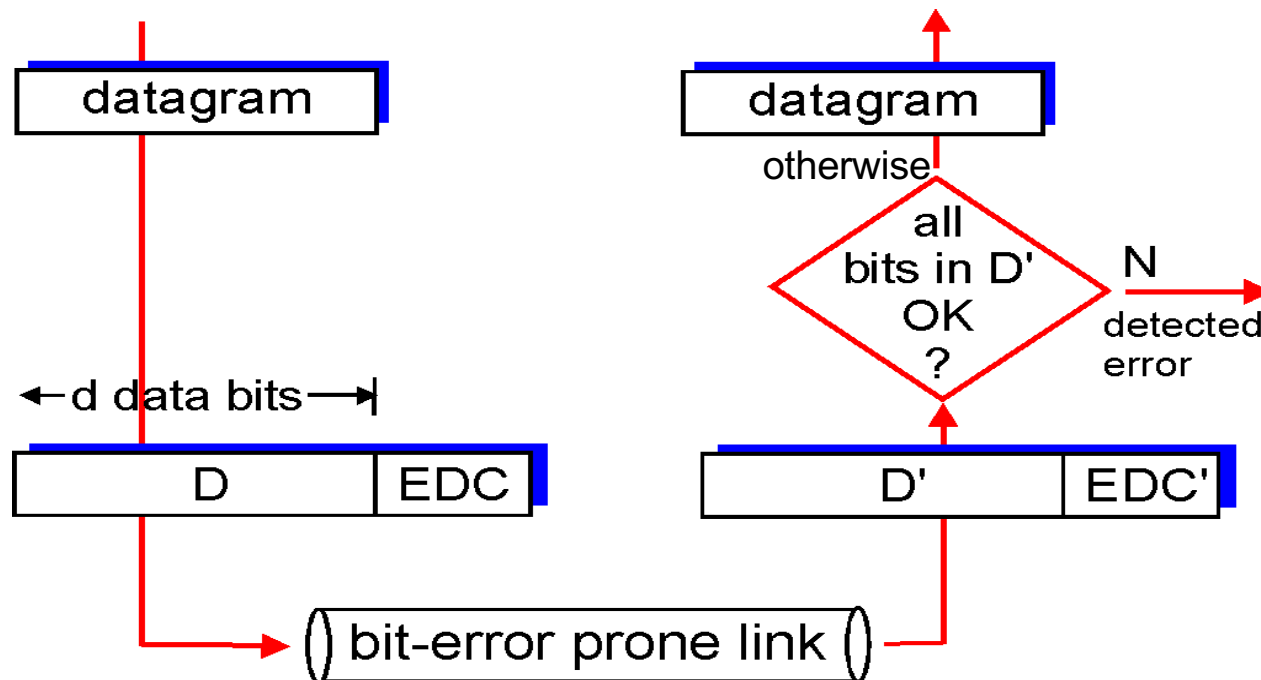 datagram
d data bits
D EDC
bit-error prone link
datagram
otherwise
all
bits in D'
OK
?
N
detected
error
D' EDC'